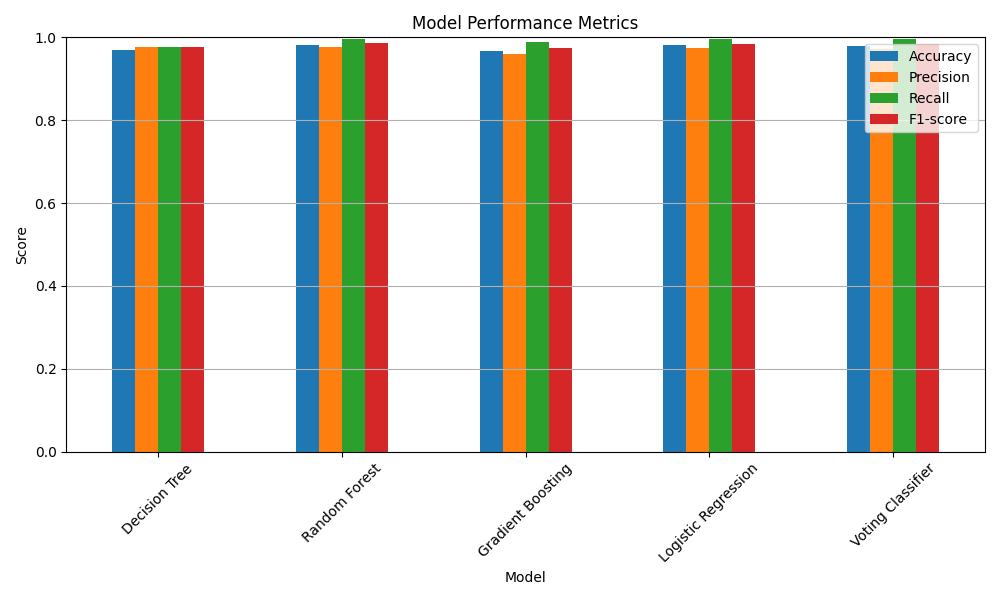 Model Performance Metrics
1.0
0.8
0.6
0.4
0.2
0.0
Score
Accuracy
Precision
Recall
F1-score
Decision Tree
Random Forest
Gradient Boosting
Logistic Regression
Voting Classifier
Model